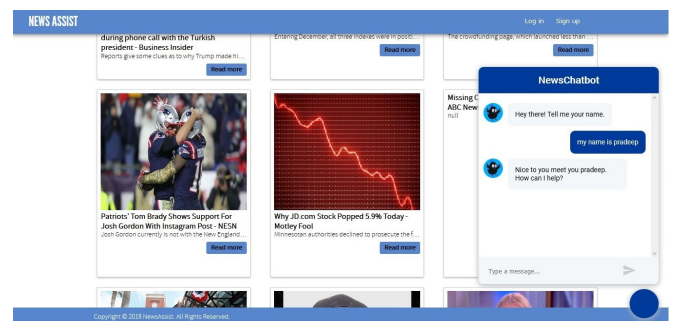 NEWS ASSIST
Log in Sign up
during phone call with the Turkish
president - Business Insider
Reports give some clues as to why Trump made hi...
Read more
Entering December, all three indexes were in positi...
Read more
The crowdfunding page, which launched less than ...
Read more
Patriots' Tom Brady Shows Support For
Josh Gordon With Instagram Post - NESN
Josh Gordon currently is not with the New England...
Read more
Why JD.com Stock Popped 5.9% Today -
Motley Fool
Minnesotan authorities declined to prosecute the f...
Read more
Missing C
ABC New
null
NewsChatbot
Hey there! Tell me your name.
my name is pradeep
Nice to you meet you pradeep.
How can I help?
Type a message...
Copyright © 2018 NewsAssist, All Rights Reserved.